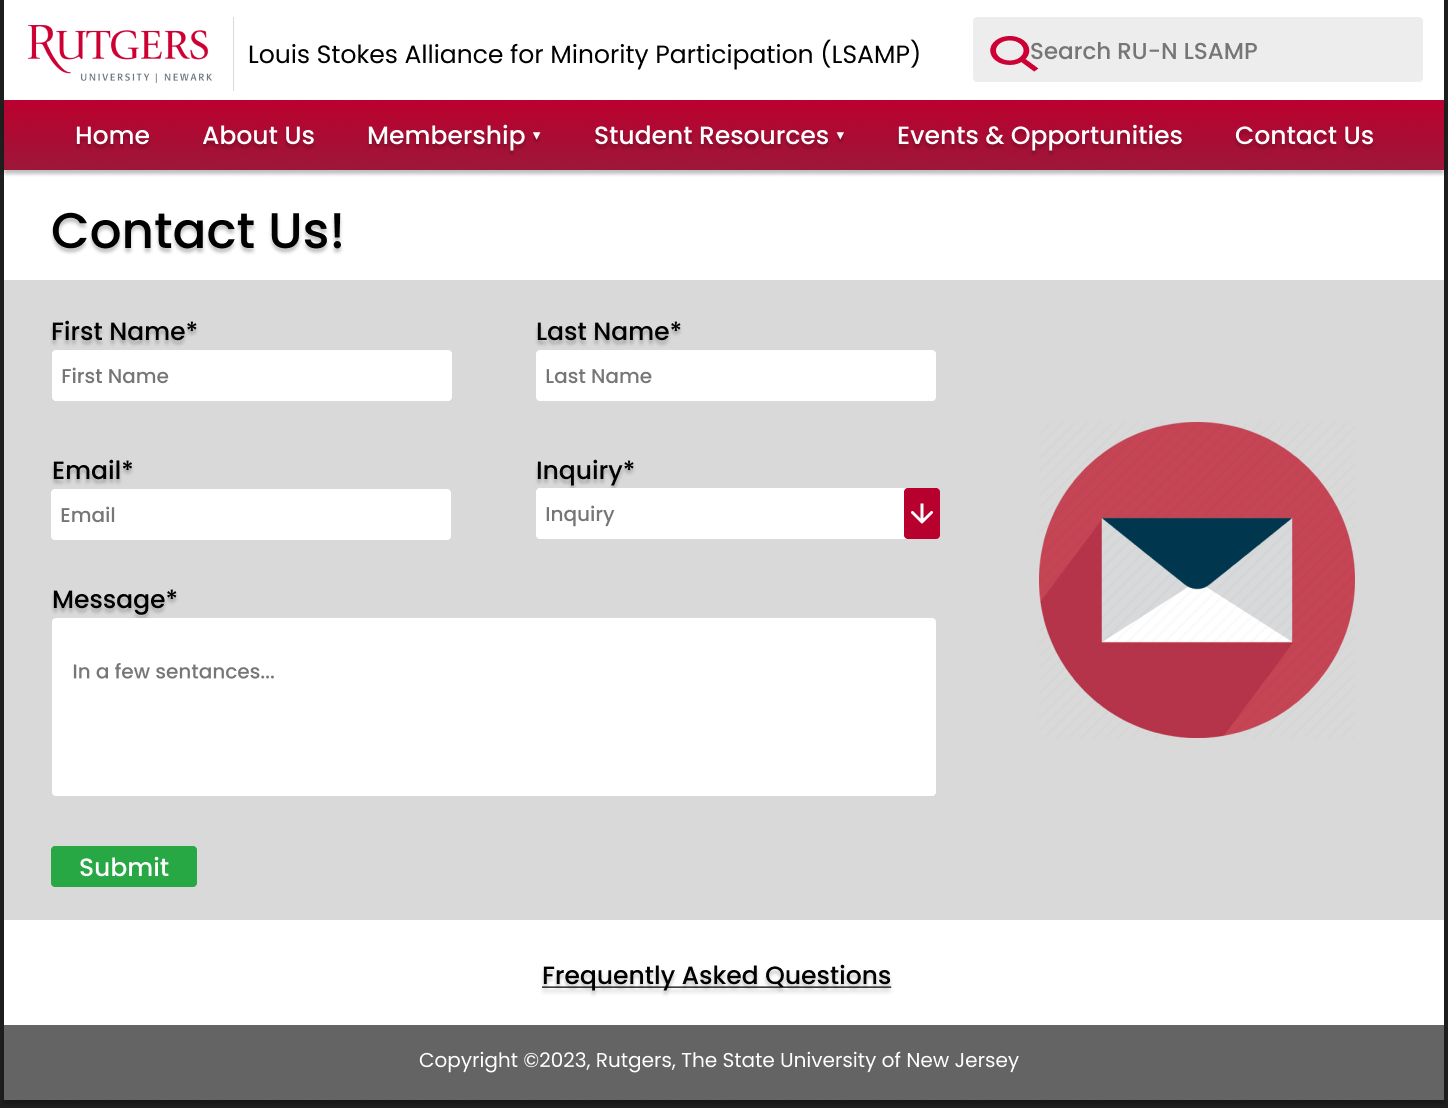 RUTGERS
UNIVERSITY | NEWARK
Louis Stokes Alliance for Minority Participation (LSAMP)
Search RU-N LSAMP
Home About Us Membership ▾ Student Resources ▾ Events & Opportunities Contact Us
Contact Us!
First Name* Last Name*
First Name Last Name
Email* Inquiry*
Email Inquiry
Message*
In a few sentances...
Submit
Frequently Asked Questions
Copyright ©2023, Rutgers, The State University of New Jersey